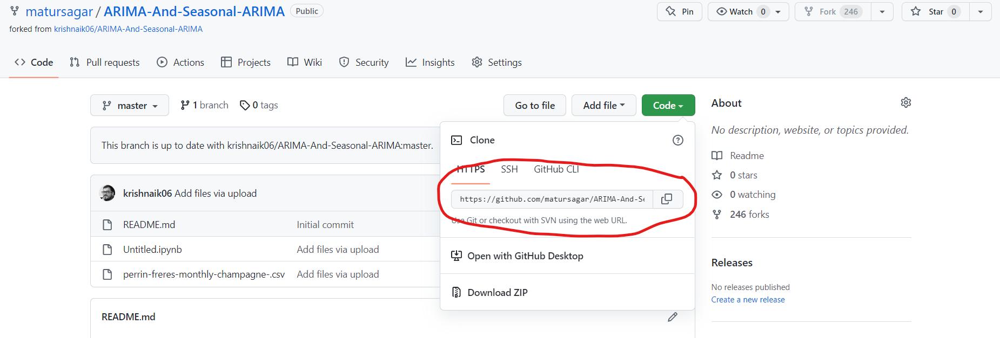 matursagar / ARIMA-And-Seasonal-ARIMA Public
Pin Watch 0 Fork 246 Star 0
forked from krishnaik06/ARIMA-And-Seasonal-ARIMA
Code Pull requests Actions Projects Wiki Security Insights Settings
master 1 branch 0 tags
Go to file Add file Code
This branch is up to date with krishnaik06/ARIMA-And-Seasonal-ARIMA:master.
krishnaik06 Add files via upload
README.md Initial commit
Untitled.ipynb Add files via upload
perrin-freres-monthly-champagne-.csv Add files via upload
README.md
Clone
HTTPS SSH GitHub CLI
https://github.com/matursagar/ARIMA-And-Se
Use Git or checkout with SVN using the web URL.
Open with GitHub Desktop
Download ZIP
About
No description, website, or topics provided.
Readme
0 stars
0 watching
246 forks
Releases
No releases published
Create a new release